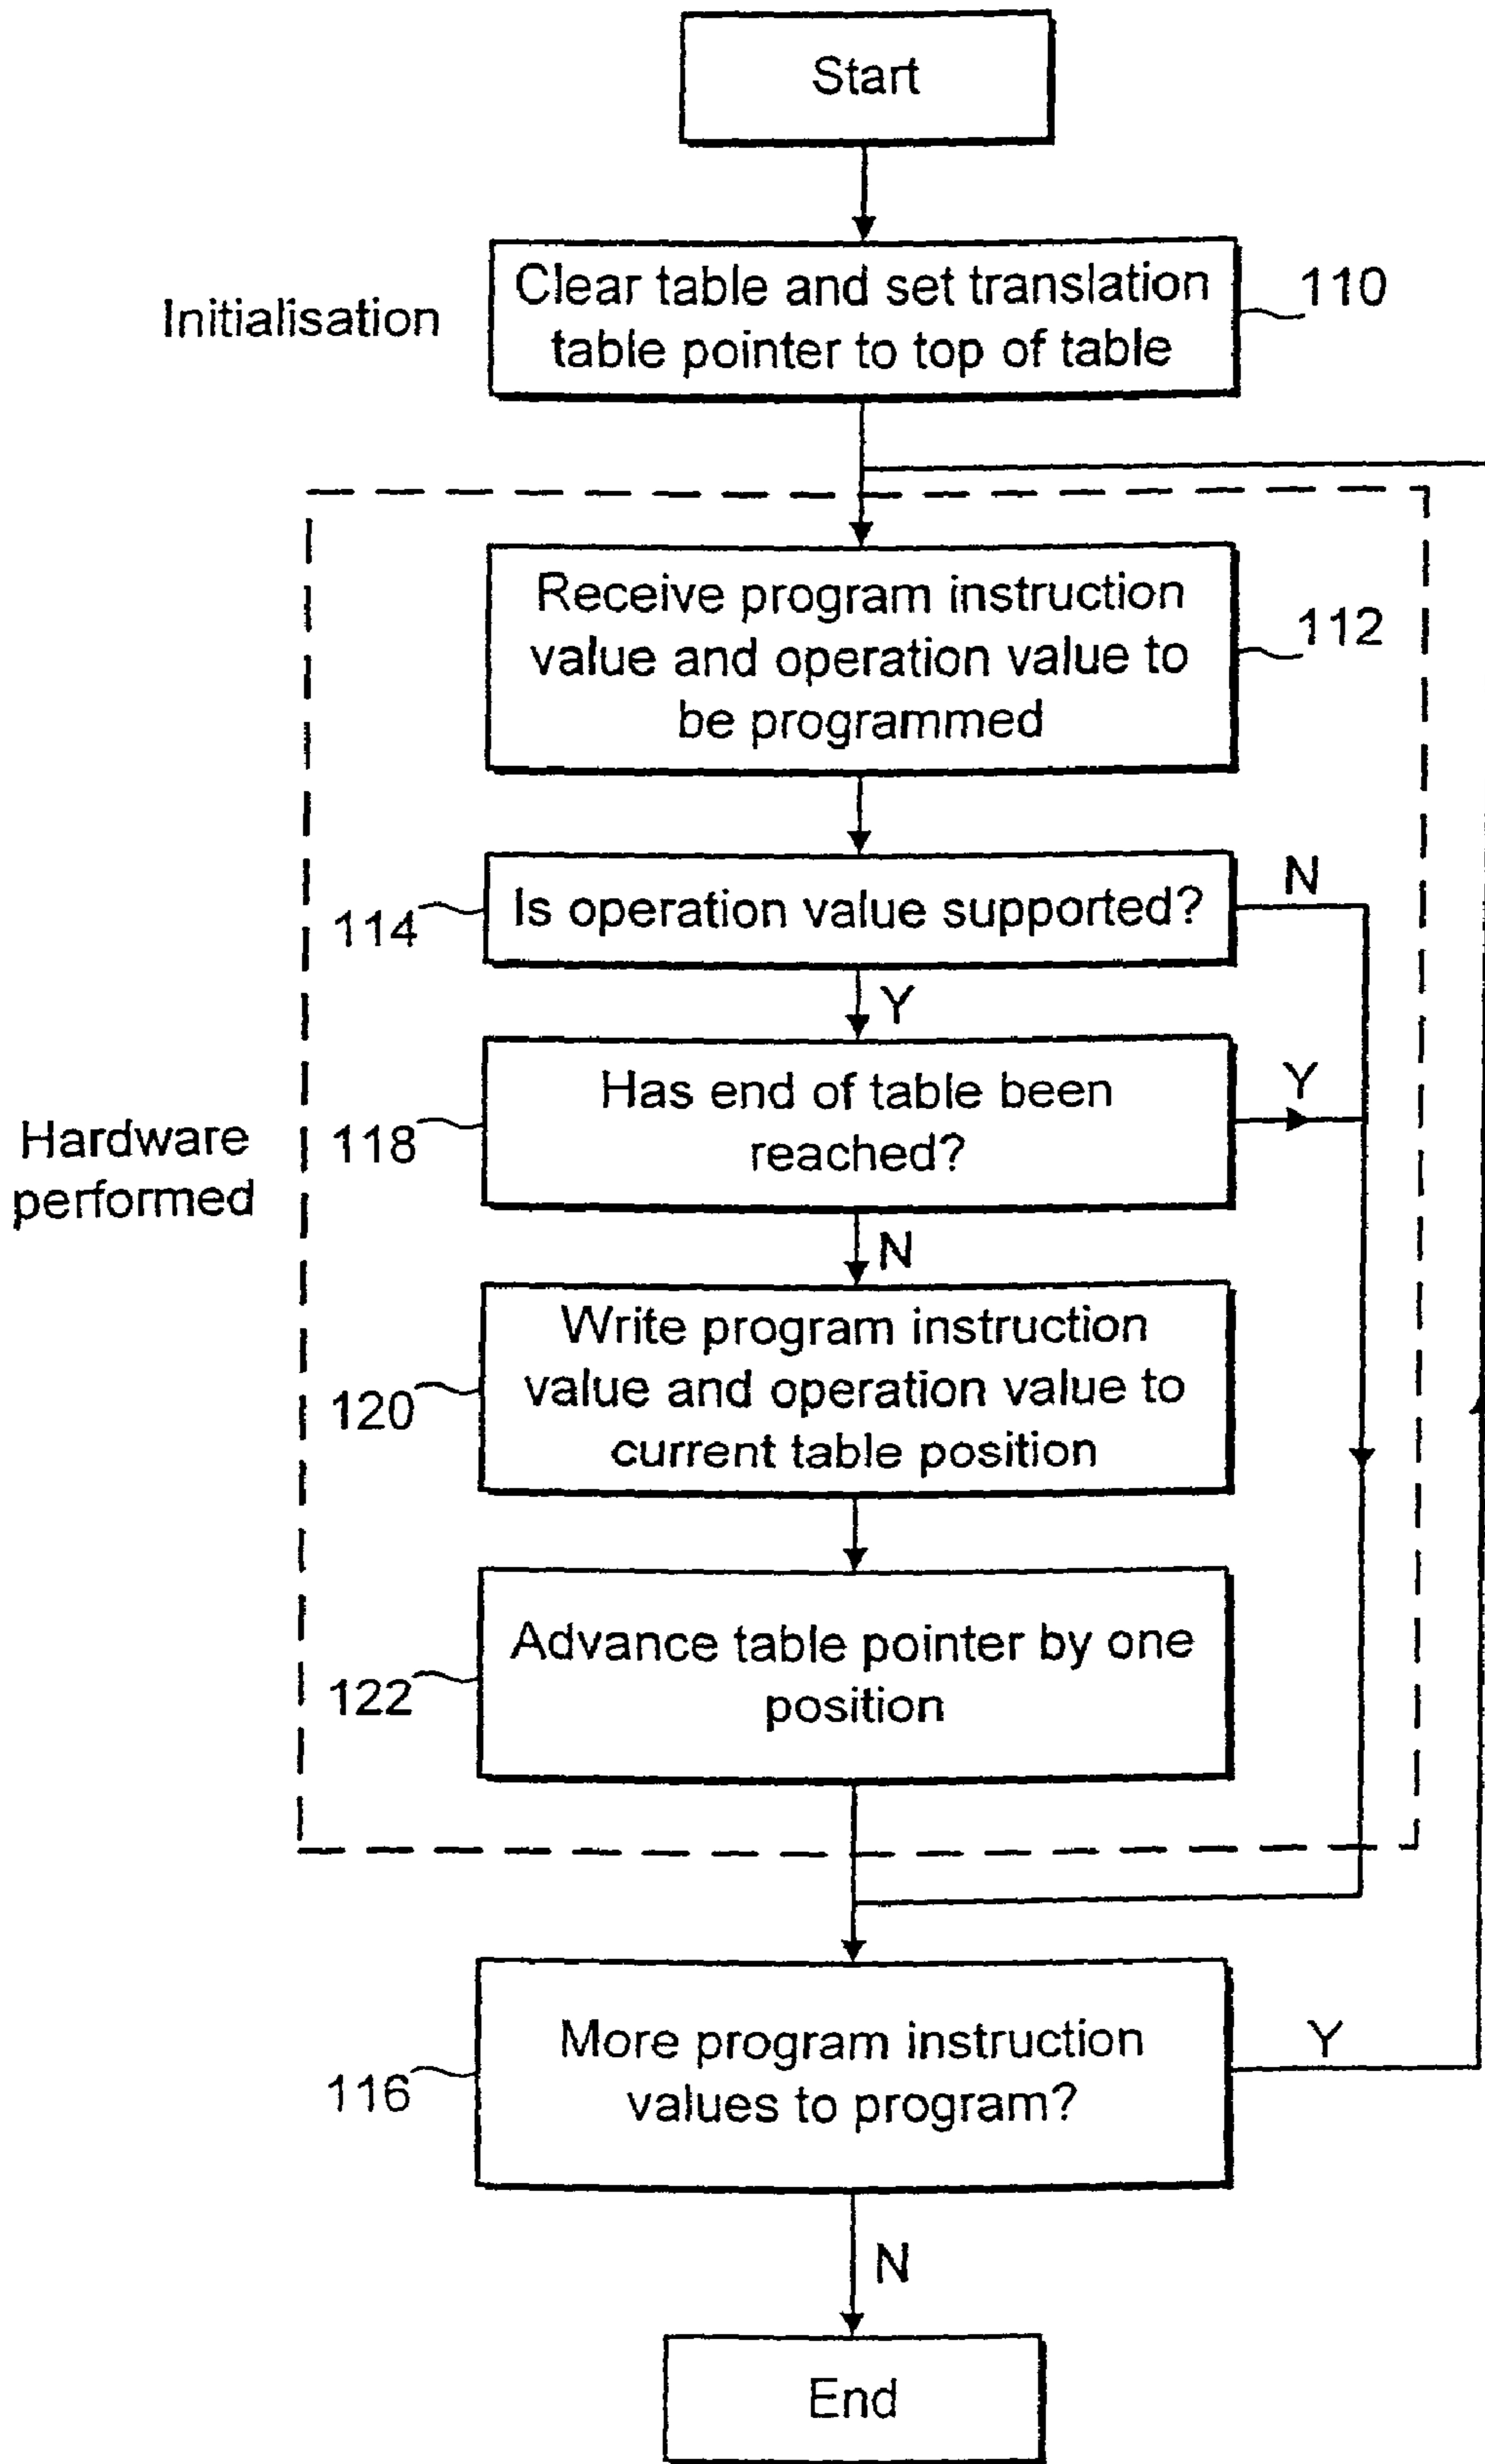 Start
Initialisation
Clear table and set translation
table pointer to top of table
110
Receive program instruction
value and operation value to
be programmed
112
114
Is operation value supported?
N
Y
Hardware
performed
118
Has end of table been
reached?
Y
N
120
Write program instruction
value and operation value to
current table position
122
Advance table pointer by one
position
116
More program instruction
values to program?
Y
N
End